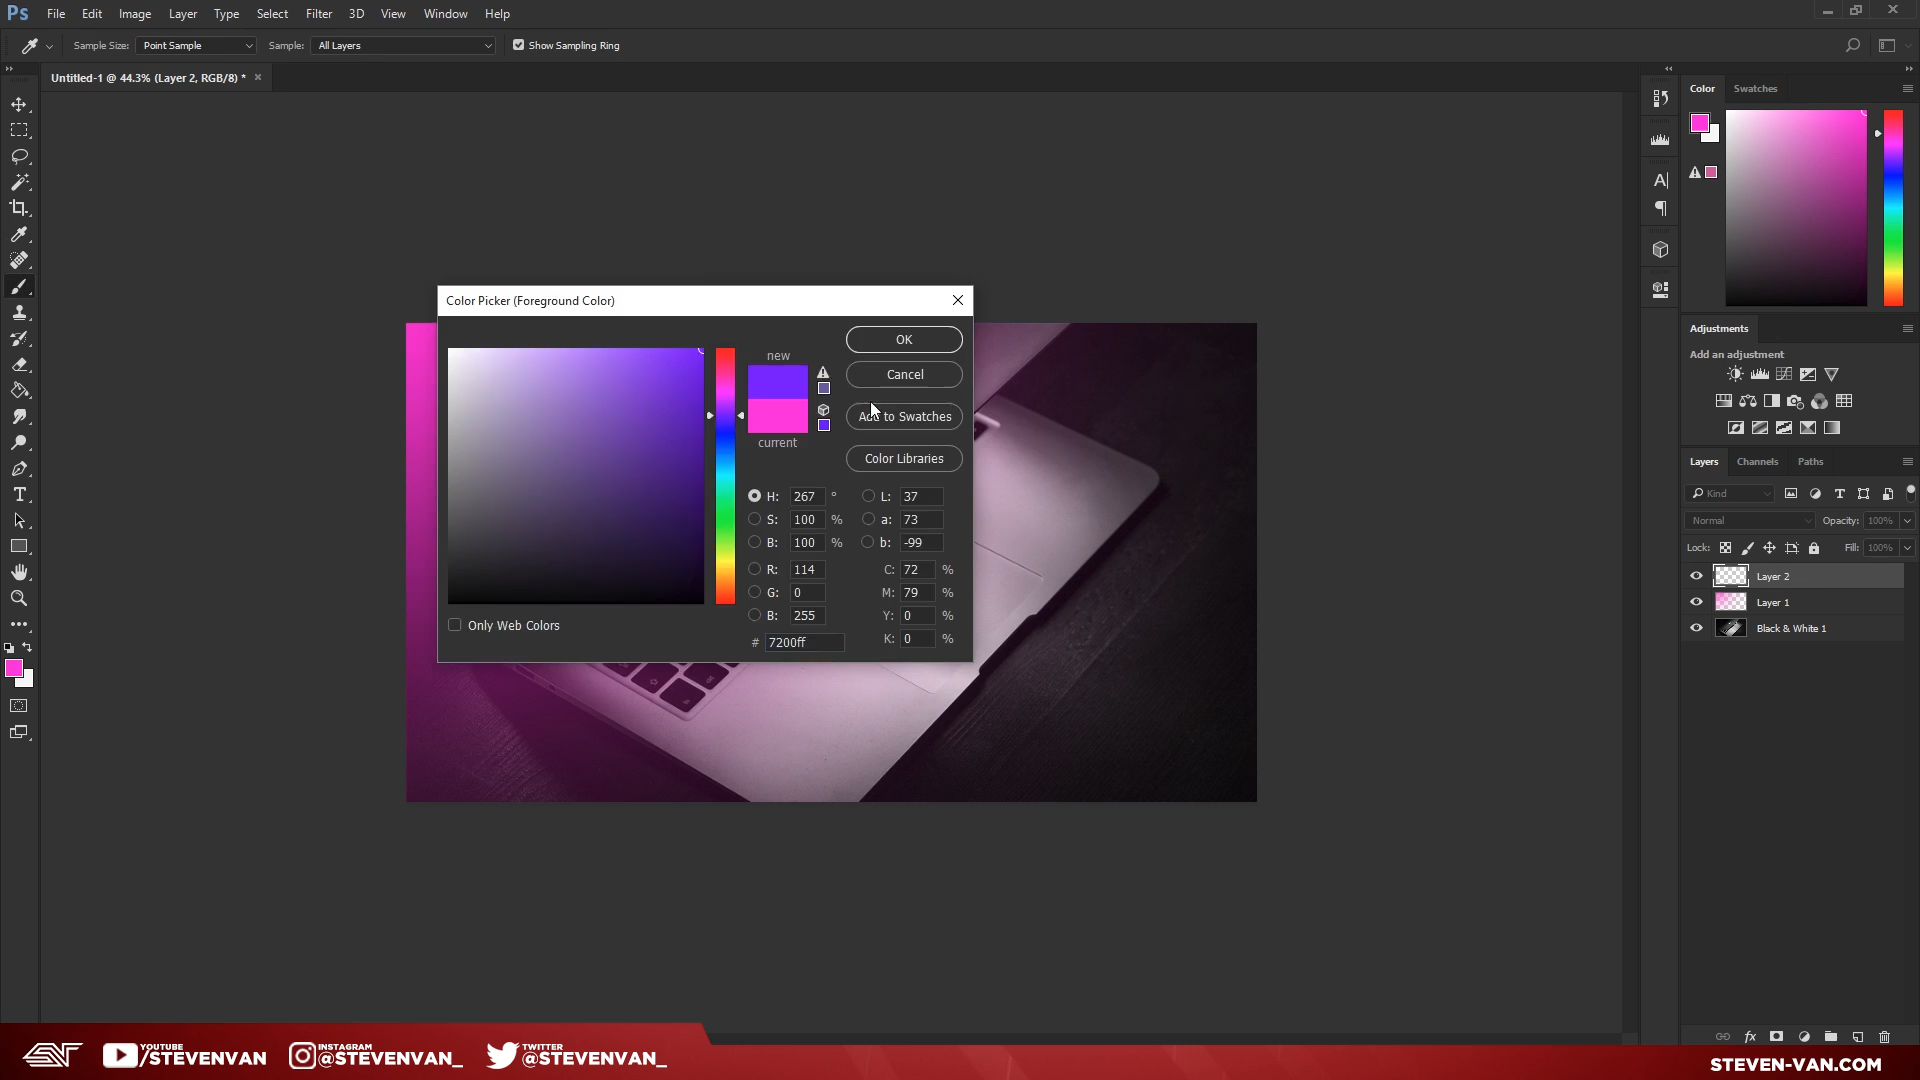 Ps File Edit Image Layer Type Select Filter 3D View Window Help
Sample Size: Point Sample Sample: All Layers Show Sampling Ring
Untitled-1 @ 44.3% (Layer 2, RGB/8) * ×
Color Swatches
Color Picker (Foreground Color)
new
current
OK
Cancel
Add to Swatches
Color Libraries
H: 267 ° L: 37
S: 100 % a: 73
B: 100 % b: -99
R: 114 C: 72 %
G: 0 M: 79 %
B: 255 Y: 0 %
# 7200ff K: 0 %
Only Web Colors
Adjustments
Add an adjustment
Layers Channels Paths
Kind
Normal Opacity: 100%
Lock: Fill: 100%
Layer 2
Layer 1
Black & White 1
fx
YOUTUBE
/STEVENVAN
INSTAGRAM
@STEVENVAN_
TWITTER
@STEVENVAN_
STEVEN-VAN.COM